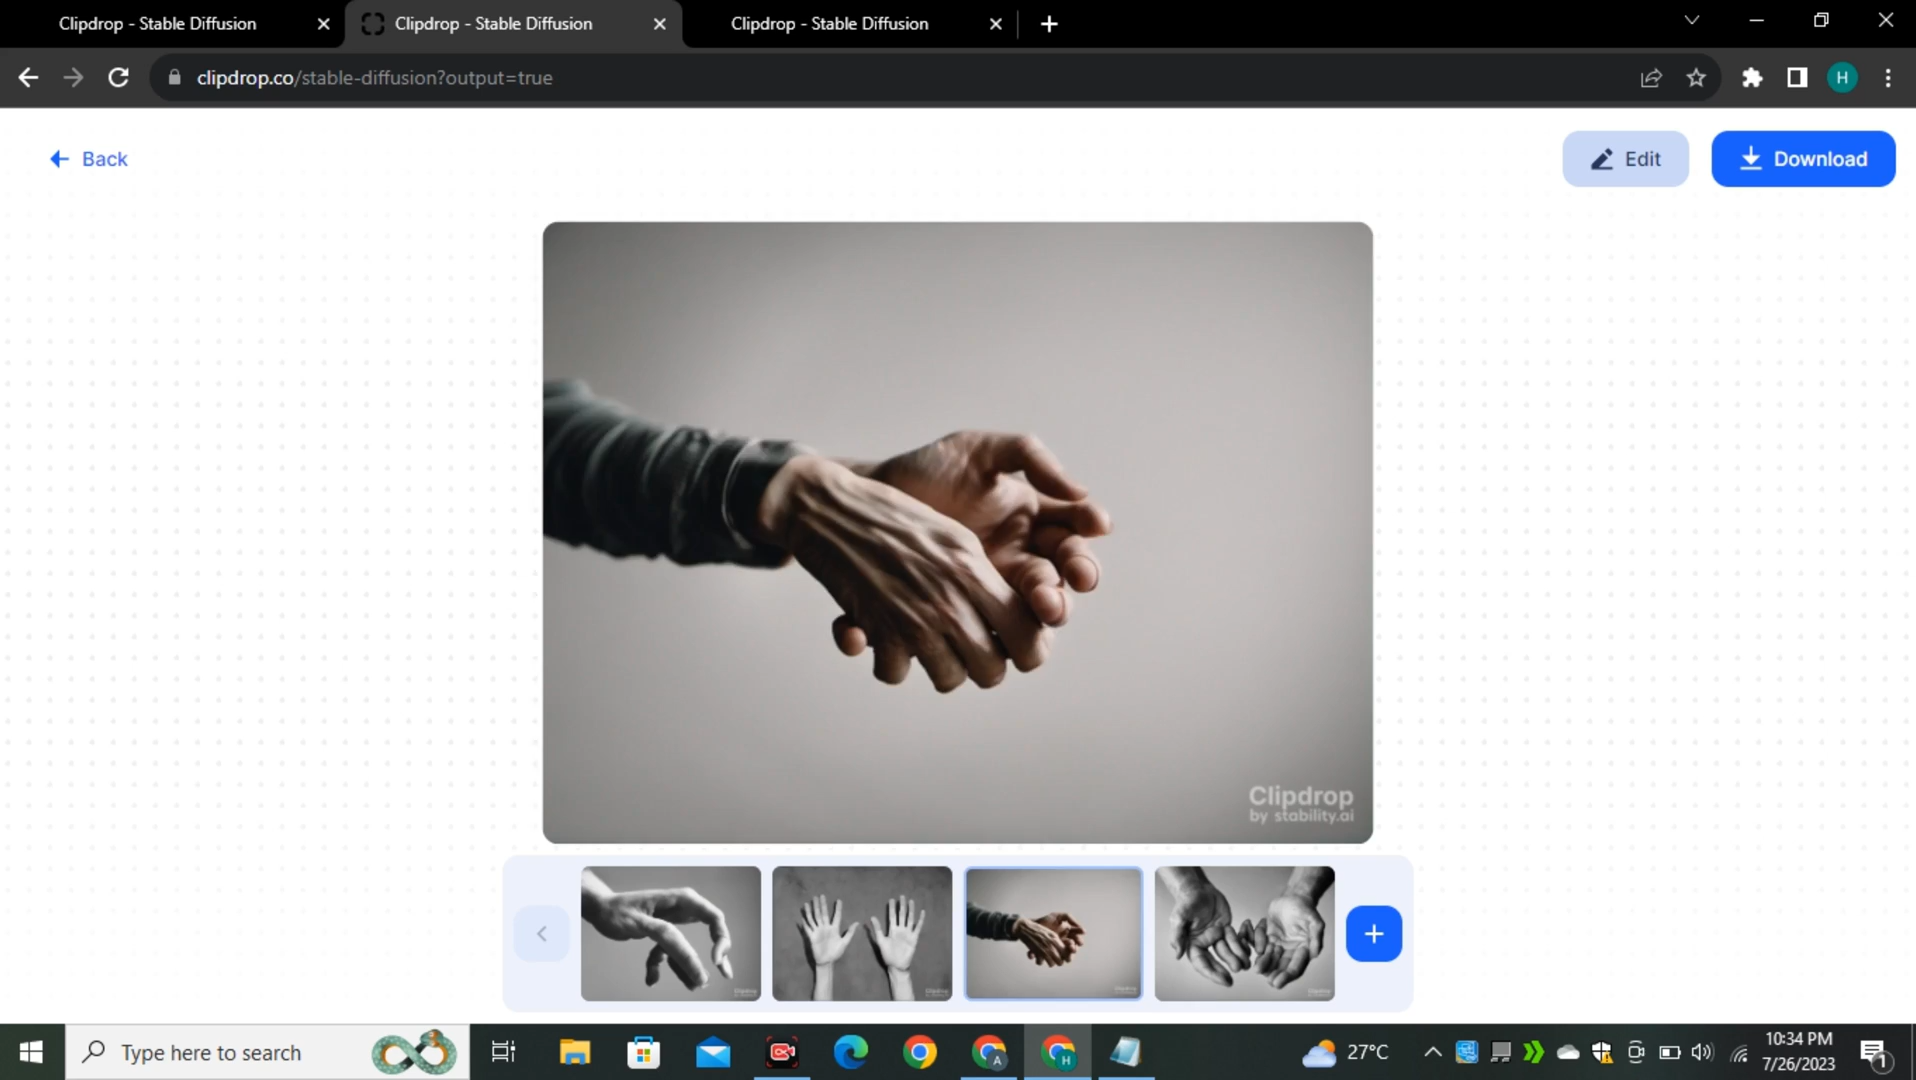 Clipdrop - Stable Diffusion
Clipdrop - Stable Diffusion
Clipdrop - Stable Diffusion
clipdrop.co/stable-diffusion?output=true
H
Back
Edit
Download
Clipdrop
by stability.ai
Type here to search
A
H
27°C
10:34 PM
7/26/2023
1